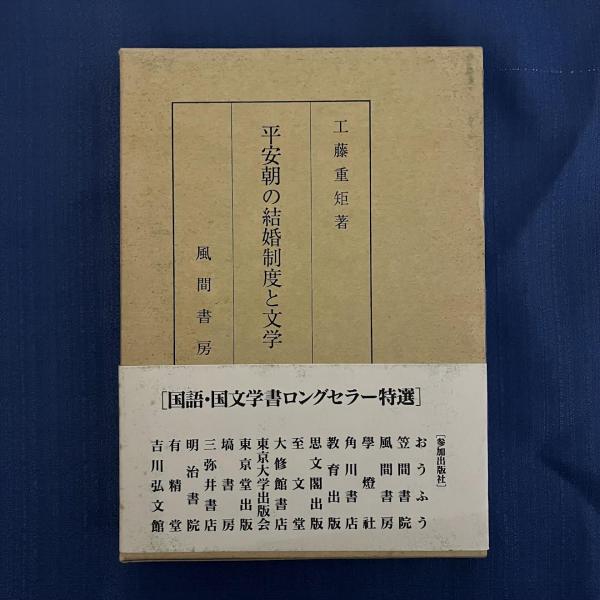 工藤重矩著
平安朝の結婚制度と文学
風間書房
［国語・国文学書ロングセラー特選］
［参加出版社］
おうふう
笠間書院
風間書房
學燈社
角川書店
教育出版
思文閣出版
至文堂
大修館書店
東京大学出版会
東京堂出版
塙書房
三弥井書店
明治書院
有精堂
吉川弘文館